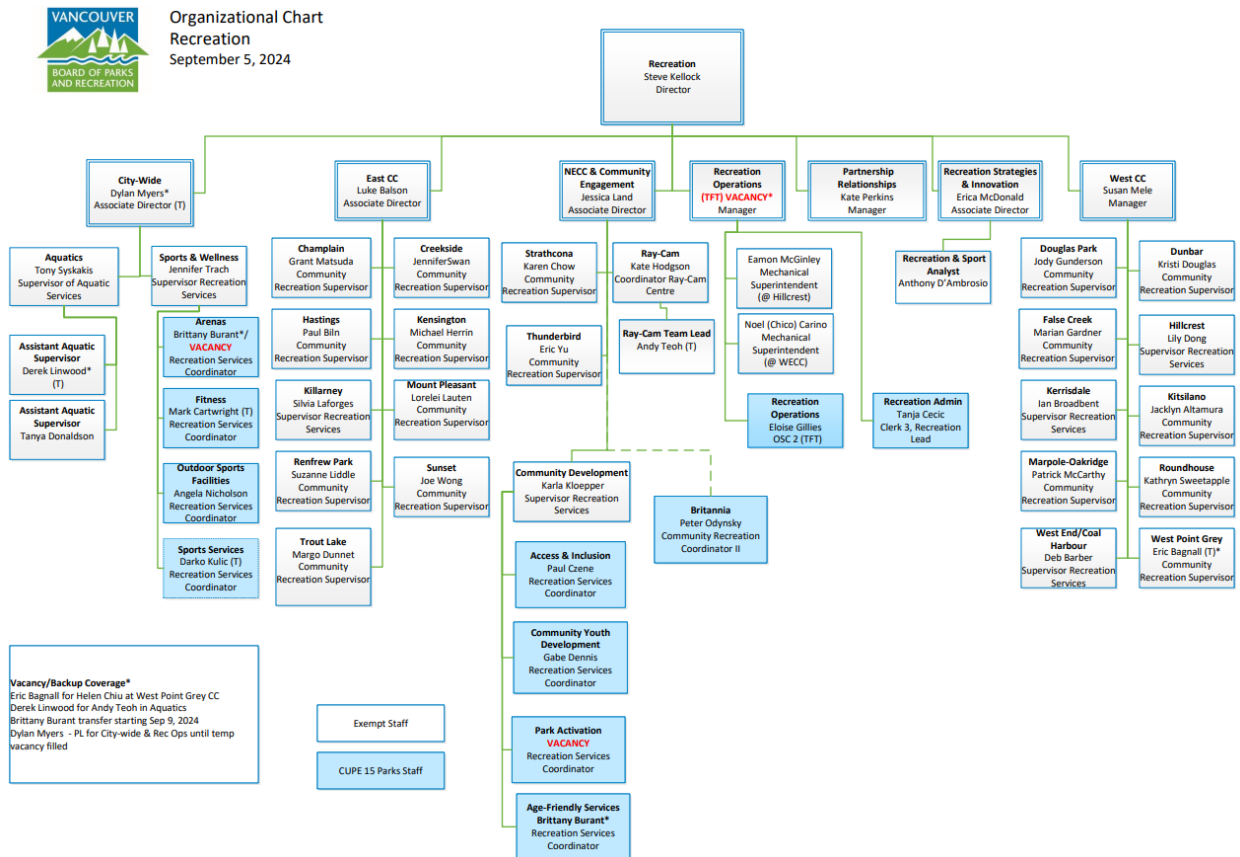 VANCOUVER
BOARD OF PARKS
AND RECREATION
Organizational Chart
Recreation
September 5, 2024
Recreation
Steve Kellock
Director
City-Wide
Dylan Myers*
Associate Director (T)
East CC
Luke Balson
Associate Director
NECC & Community
Engagement
Jessica Land
Associate Director
Recreation
Operations
(TFT) VACANCY*
Manager
Partnership
Relationships
Kate Perkins
Manager
Recreation Strategies
& Innovation
Erica McDonald
Associate Director
West CC
Susan Mele
Manager
Aquatics
Tony Syskakis
Supervisor of Aquatic
Services
Sports & Wellness
Jennifer Trach
Supervisor Recreation
Services
Assistant Aquatic
Supervisor
Derek Linwood*
(T)
Assistant Aquatic
Supervisor
Tanya Donaldson
Arenas
Brittany Burant*/
VACANCY
Recreation Services
Coordinator
Fitness
Mark Cartwright (T)
Recreation Services
Coordinator
Outdoor Sports
Facilities
Angela Nicholson
Recreation Services
Coordinator
Sports Services
Darko Kulic (T)
Recreation Services
Coordinator
Champlain
Grant Matsuda
Community
Recreation Supervisor
Creekside
JenniferSwan
Community
Recreation Supervisor
Hastings
Paul Biln
Community
Recreation Supervisor
Kensington
Michael Herrin
Community
Recreation Supervisor
Killarney
Silvia Laforges
Supervisor Recreation
Services
Mount Pleasant
Lorelei Lauten
Community
Recreation Supervisor
Renfrew Park
Suzanne Liddle
Community
Recreation Supervisor
Sunset
Joe Wong
Community
Recreation Supervisor
Trout Lake
Margo Dunnet
Community
Recreation Supervisor
Strathcona
Karen Chow
Community
Recreation Supervisor
Ray-Cam
Kate Hodgson
Coordinator Ray-Cam
Centre
Thunderbird
Eric Yu
Community
Recreation Supervisor
Ray-Cam Team Lead
Andy Teoh (T)
Community Development
Karla Kloepper
Supervisor Recreation
Services
Britannia
Peter Odynsky
Community Recreation
Coordinator II
Access & Inclusion
Paul Czene
Recreation Services
Coordinator
Community Youth
Development
Gabe Dennis
Recreation Services
Coordinator
Park Activation
VACANCY
Recreation Services
Coordinator
Age-Friendly Services
Brittany Burant*
Recreation Services
Coordinator
Eamon McGinley
Mechanical
Superintendent
(@ Hillcrest)
Noel (Chico) Carino
Mechanical
Superintendent
(@ WECC)
Recreation
Operations
Eloise Gillies
OSC 2 (TFT)
Recreation Admin
Tanja Cecic
Clerk 3, Recreation
Lead
Recreation & Sport
Analyst
Anthony D'Ambrosio
Douglas Park
Jody Gunderson
Community
Recreation Supervisor
Dunbar
Kristi Douglas
Community
Recreation Supervisor
False Creek
Marian Gardner
Community
Recreation Supervisor
Hillcrest
Lily Dong
Supervisor Recreation
Services
Kerrisdale
Ian Broadbent
Supervisor Recreation
Services
Kitsilano
Jacklyn Altamura
Community
Recreation Supervisor
Marpole-Oakridge
Patrick McCarthy
Community
Recreation Supervisor
Roundhouse
Kathryn Sweetapple
Community
Recreation Supervisor
West End/Coal
Harbour
Deb Barber
Supervisor Recreation
Services
West Point Grey
Eric Bagnall (T)*
Community
Recreation Supervisor
Vacancy/Backup Coverage*
Eric Bagnall for Helen Chiu at West Point Grey CC
Derek Linwood for Andy Teoh in Aquatics
Brittany Burant transfer starting Sep 9, 2024
Dylan Myers - PL for City-wide & Rec Ops until temp
vacancy filled
Exempt Staff
CUPE 15 Parks Staff